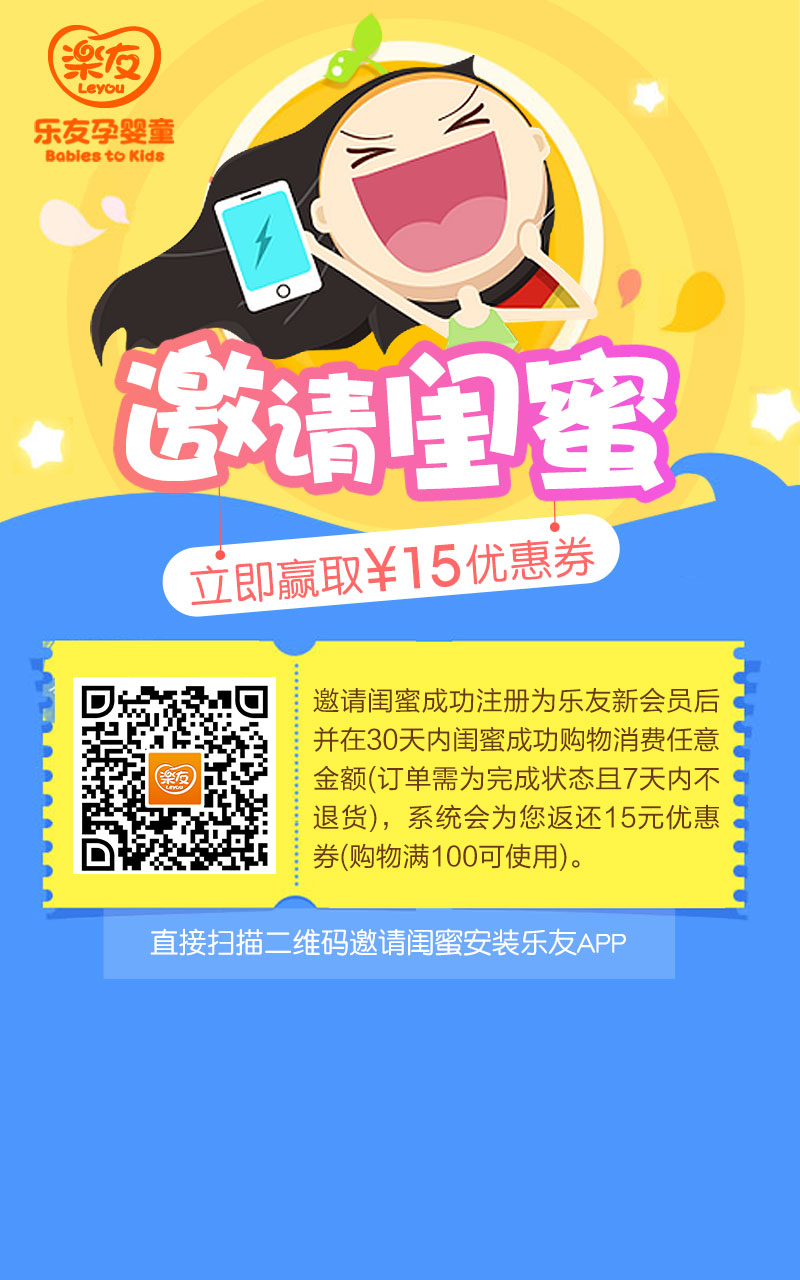 楽友
Leyou
乐友孕婴童
Babies to Kids
邀请闺蜜
立即赢取¥15优惠券
邀请闺蜜成功注册为乐友新会员后
并在30天内闺蜜成功购物消费任意
金额(订单需为完成状态且7天内不
退货)，系统会为您返还15元优惠
券(购物满100可使用)。
楽友
Leyou
直接扫描二维码邀请闺蜜安装乐友APP